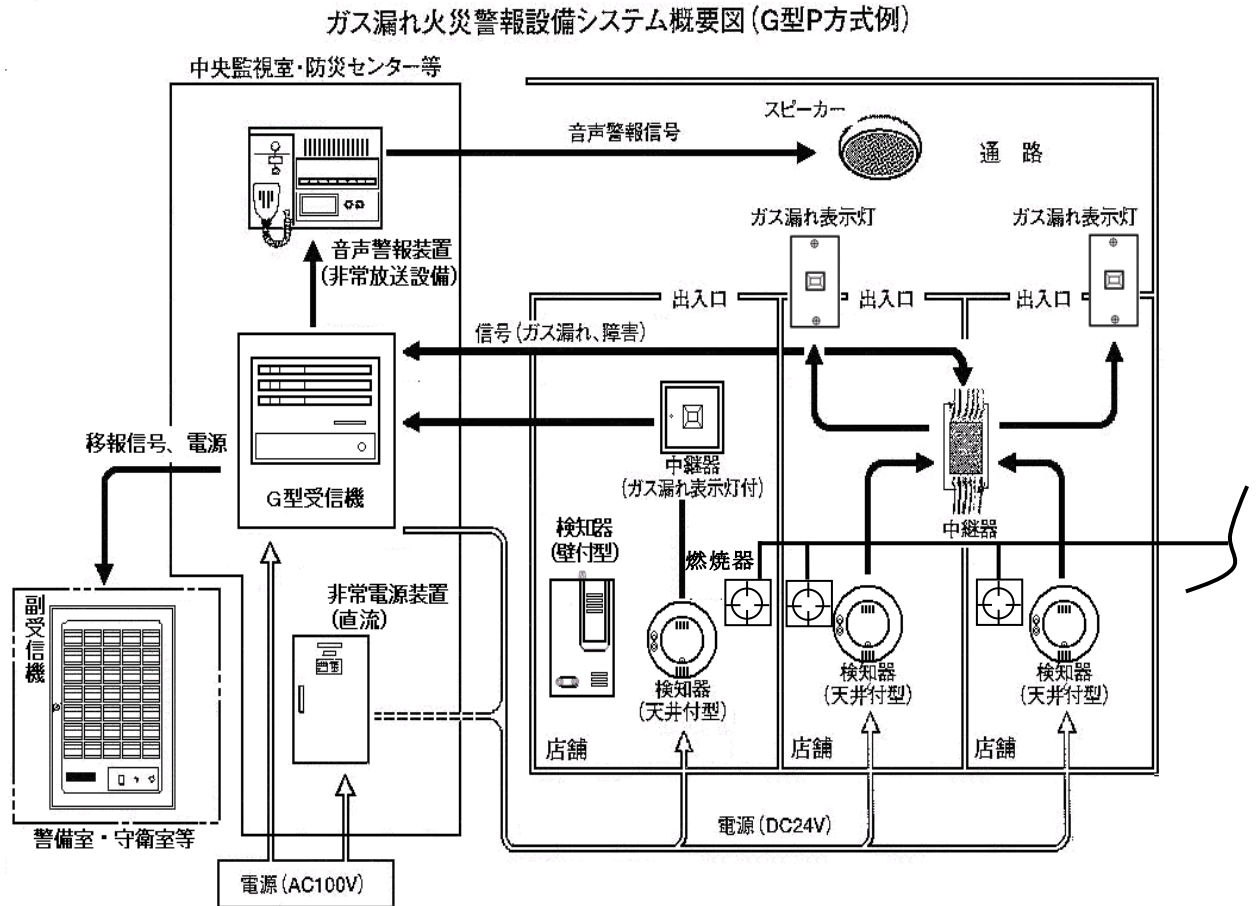 ガス漏れ火災警報設備システム概要図(G型P方式例)
中央監視室・防災センター等
音声警報信号
スピーカー
通 路
ガス漏れ表示灯
ガス漏れ表示灯
音声警報装置
(非常放送設備)
出入口
出入口
出入口
信号(ガス漏れ、障害)
移報信号、電源
G型受信機
中継器
(ガス漏れ表示灯付)
中継器
検知器
(壁付型)
燃焼器
非常電源装置
(直流)
副受信機
検知器
(天井付型)
検知器
(天井付型)
検知器
(天井付型)
店舗
店舗
店舗
警備室・守衛室等
電源(DC24V)
電源(AC100V)